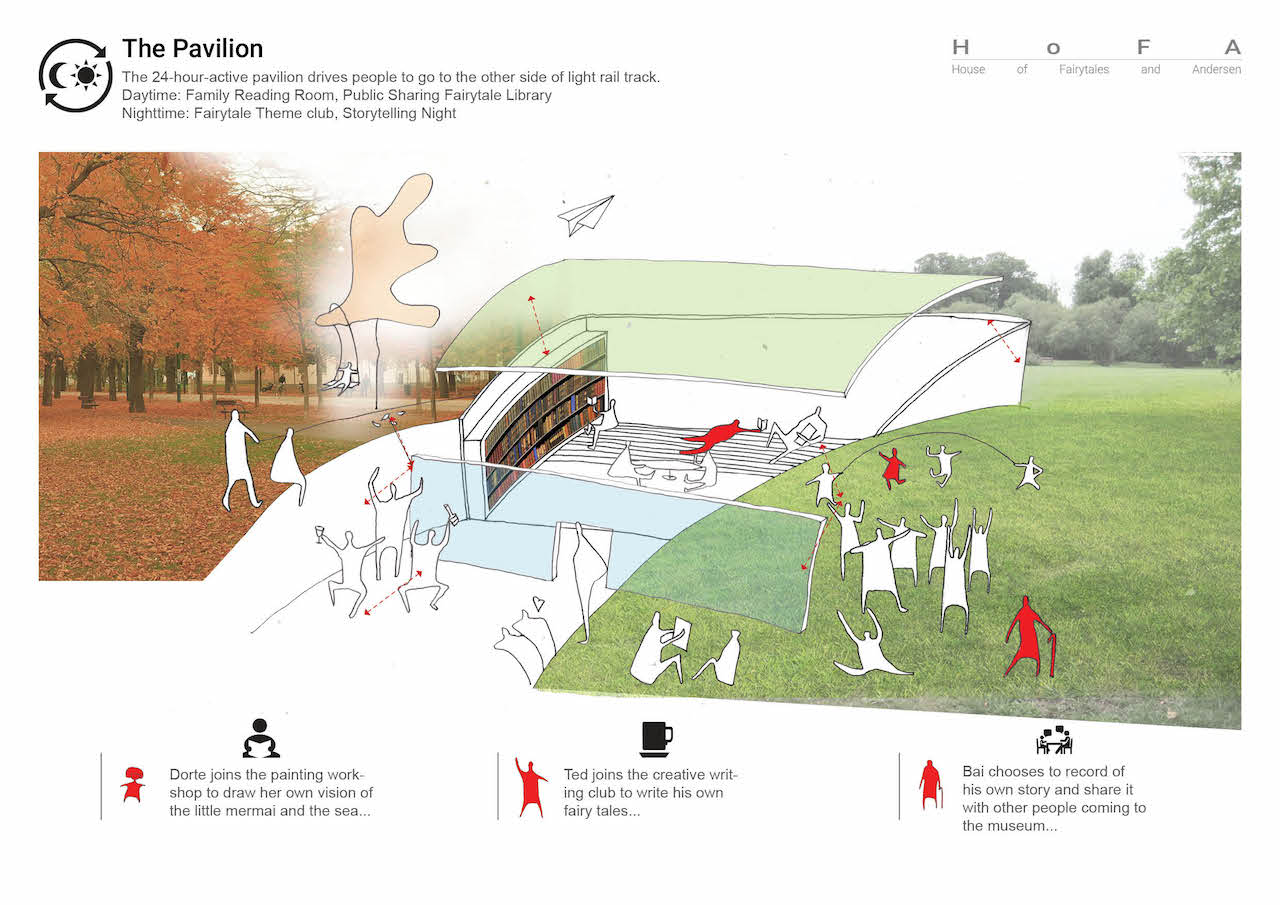 The Pavilion
The 24-hour-active pavilion drives people to go to the other side of light rail track.
Daytime: Family Reading Room, Public Sharing Fairytale Library
Nighttime: Fairytale Theme club, Storytelling Night
H o F A
House of Fairytales and Andersen
Dorte joins the painting work-
shop to draw her own vision of
the little mermai and the sea...
Ted joins the creative writ-
ing club to write his own
fairy tales...
Bai chooses to record of
his own story and share it
with other people coming to
the museum...